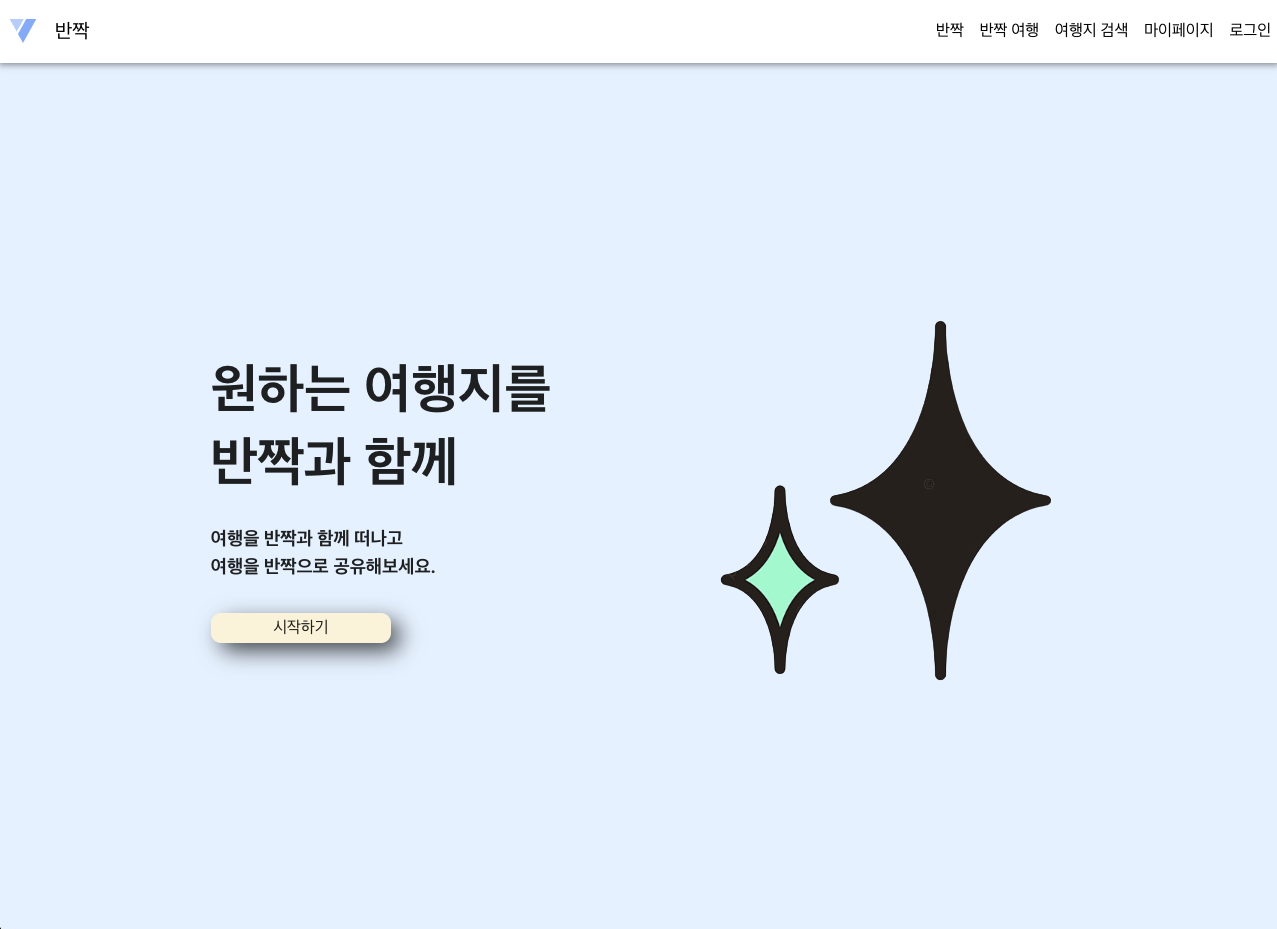 반짝
반짝 반짝 여행 여행지 검색 마이페이지 로그인
원하는 여행지를
반짝과 함께
여행을 반짝과 함께 떠나고
여행을 반짝으로 공유해보세요.
시작하기